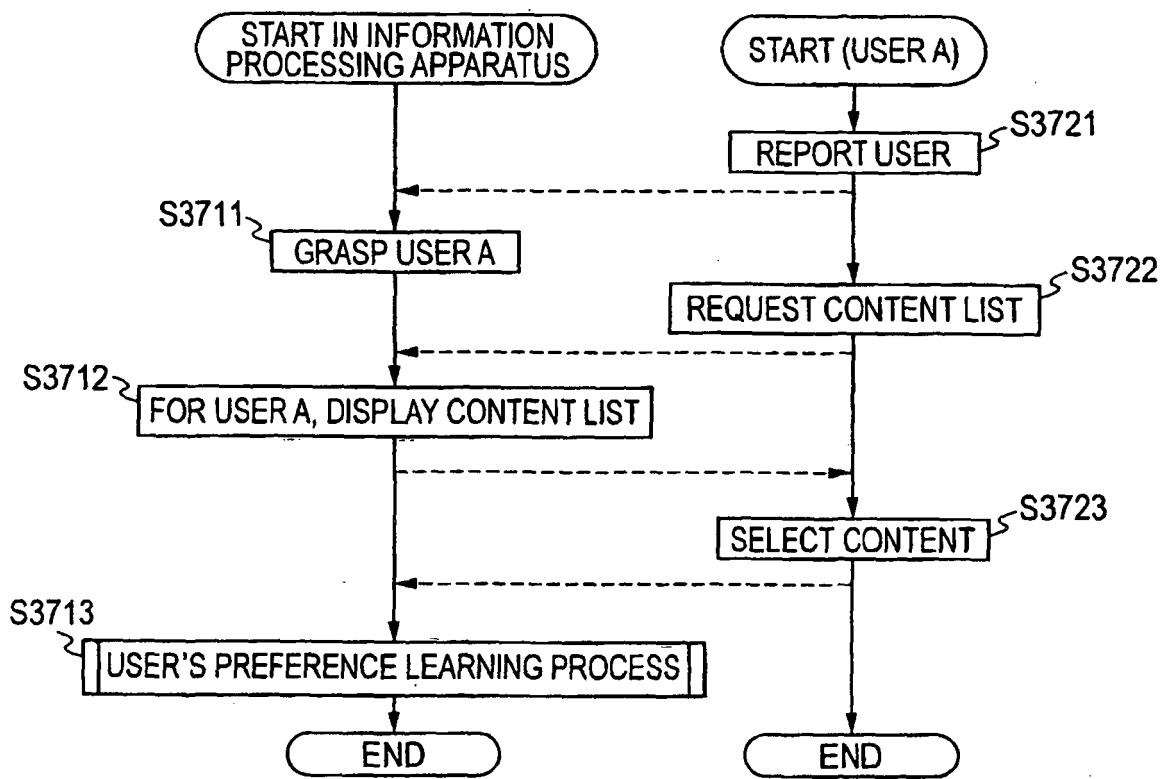 START IN INFORMATION
PROCESSING APPARATUS
START (USER A)
S3721
REPORT USER
S3711
GRASP USER A
S3722
REQUEST CONTENT LIST
S3712
FOR USER A, DISPLAY CONTENT LIST
S3723
SELECT CONTENT
S3713
USER'S PREFERENCE LEARNING PROCESS
END
END